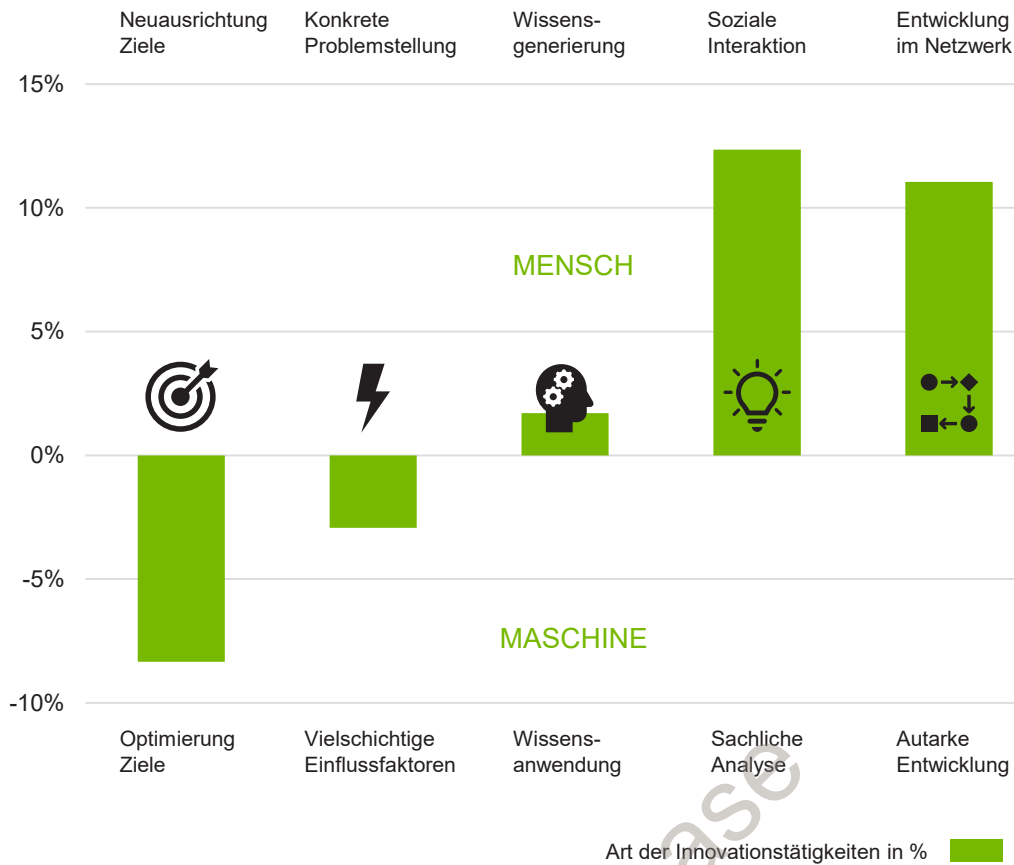 Neuausrichtung
Ziele
Konkrete
Problemstellung
Wissens-
generierung
Soziale
Interaktion
Entwicklung
im Netzwerk
15%
10%
MENSCH
5%
0%
-5%
MASCHINE
-10%
Optimierung
Ziele
Vielschichtige
Einflussfaktoren
Wissens-
anwendung
Sachliche
Analyse
Autarke
Entwicklung
ase
Art der Innovationstätigkeiten in %